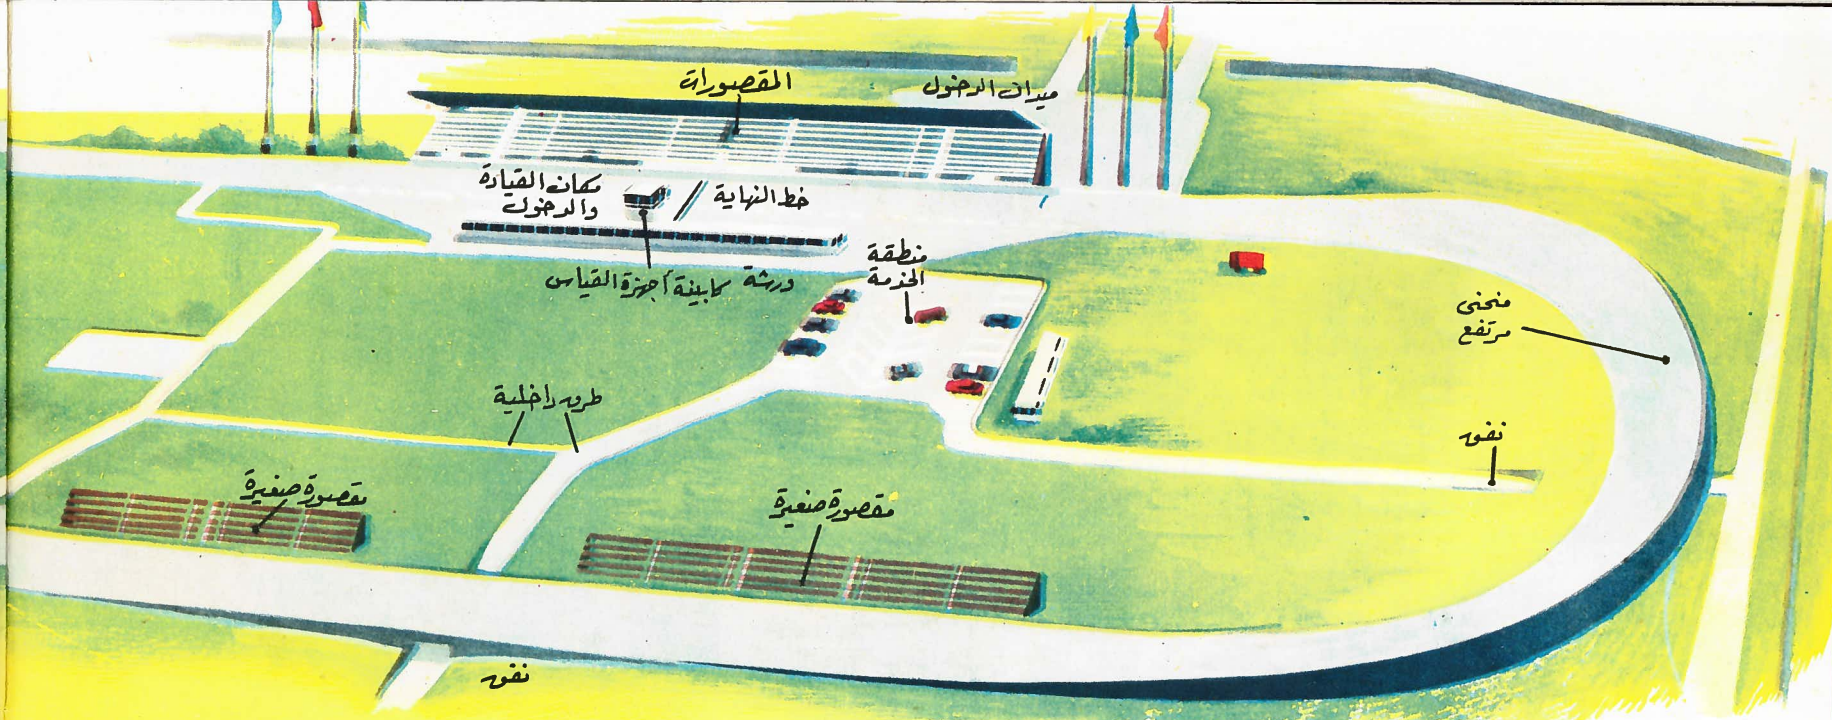 المقصورات
ميدان الدخول
مكان القيادة
والدخول
خط النهاية
ورشة كابينة أجهزة القياس
منطقة
الخدمة
منحنى
مرتفع
طرق داخلية
نفق
مقصورة صغيرة
مقصورة صغيرة
نفق